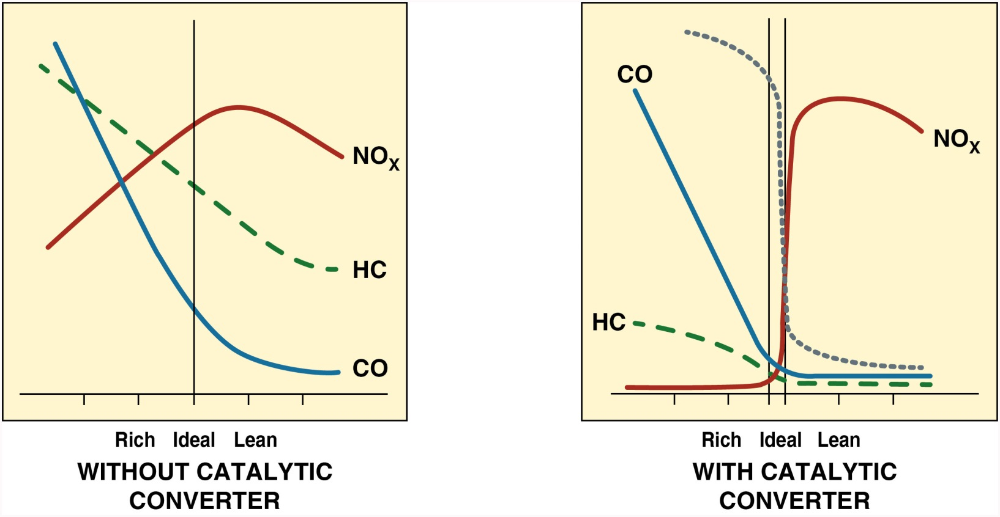 NOX
HC
CO
Rich Ideal Lean
WITHOUT CATALYTIC
CONVERTER
CO
NOX
HC
Rich Ideal Lean
WITH CATALYTIC
CONVERTER